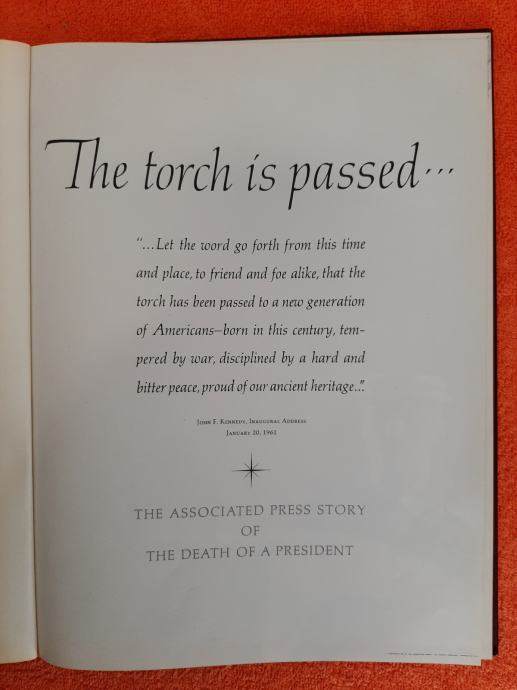 The torch is passed...
"...Let the word go forth from this time
and place, to friend and foe alike, that the
torch has been passed to a new generation
of Americans—born in this century, tem-
pered by war, disciplined by a hard and
bitter peace, proud of our ancient heritage..."
John F. Kennedy, Inaugural Address
January 20, 1961
THE ASSOCIATED PRESS STORY
OF
THE DEATH OF A PRESIDENT